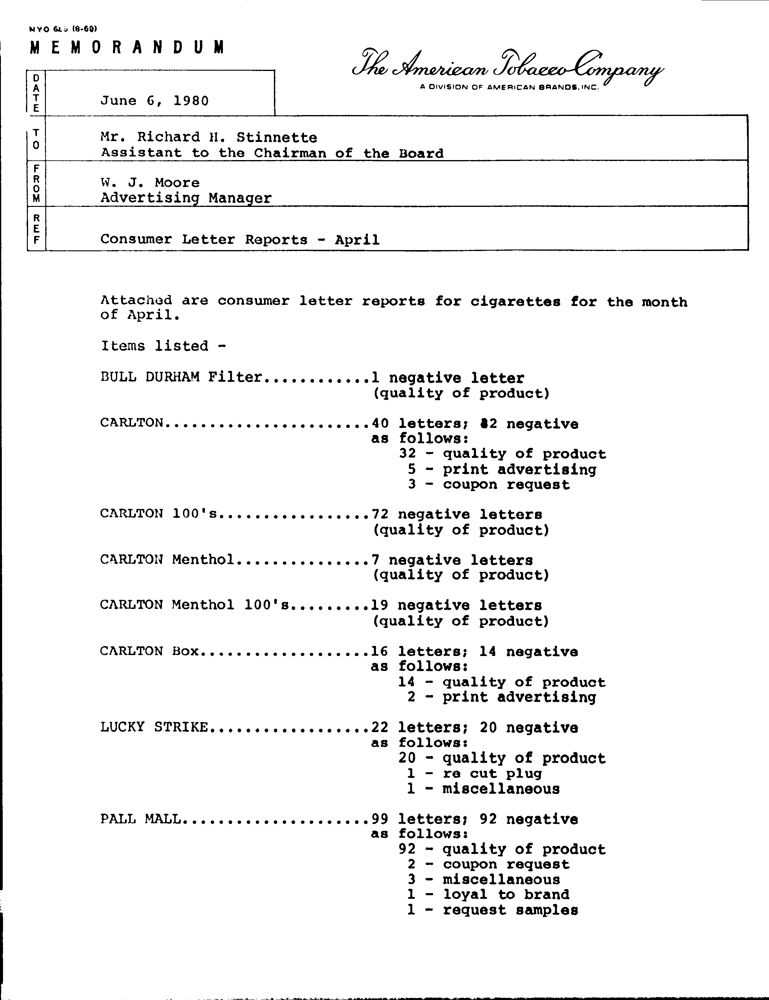 M E M O R A N D U M
The American Tobacco Company
A DIVISION OF AMERICAN BRANDS, INC.
DATE June 6, 1980
TO Mr. Richard H. Stinnette
Assistant to the Chairman of the Board
FROM W. J. Moore
Advertising Manager
REF Consumer Letter Reports - April
Attached are consumer letter reports for cigarettes for the month
of April.
Items listed -
BULL DURHAM Filter............1 negative letter
(quality of product)
CARLTON.......................40 letters; negative
as follows:
32 - quality of product
5 - print advertising
3 - coupon request
CARLTON 100's.................72 negative letters
(quality of product)
CARLTON Menthol...............7 negative letters
(quality of product)
CARLTON Menthol 100's.........19 negative letters
(quality of product)
CARLTON Box...................16 letters; 14 negative
as follows:
14 - quality of product
2 - print advertising
LUCKY STRIKE..................22 letters; 20 negative
as follows:
20 - quality of product
1 - re cut plug
1 - miscellaneous
PALL MALL.....................99 letters; 92 negative
as follows:
92 - quality of product
2 - coupon request
3 - miscellaneous
1 - loyal to brand
1 - request samples